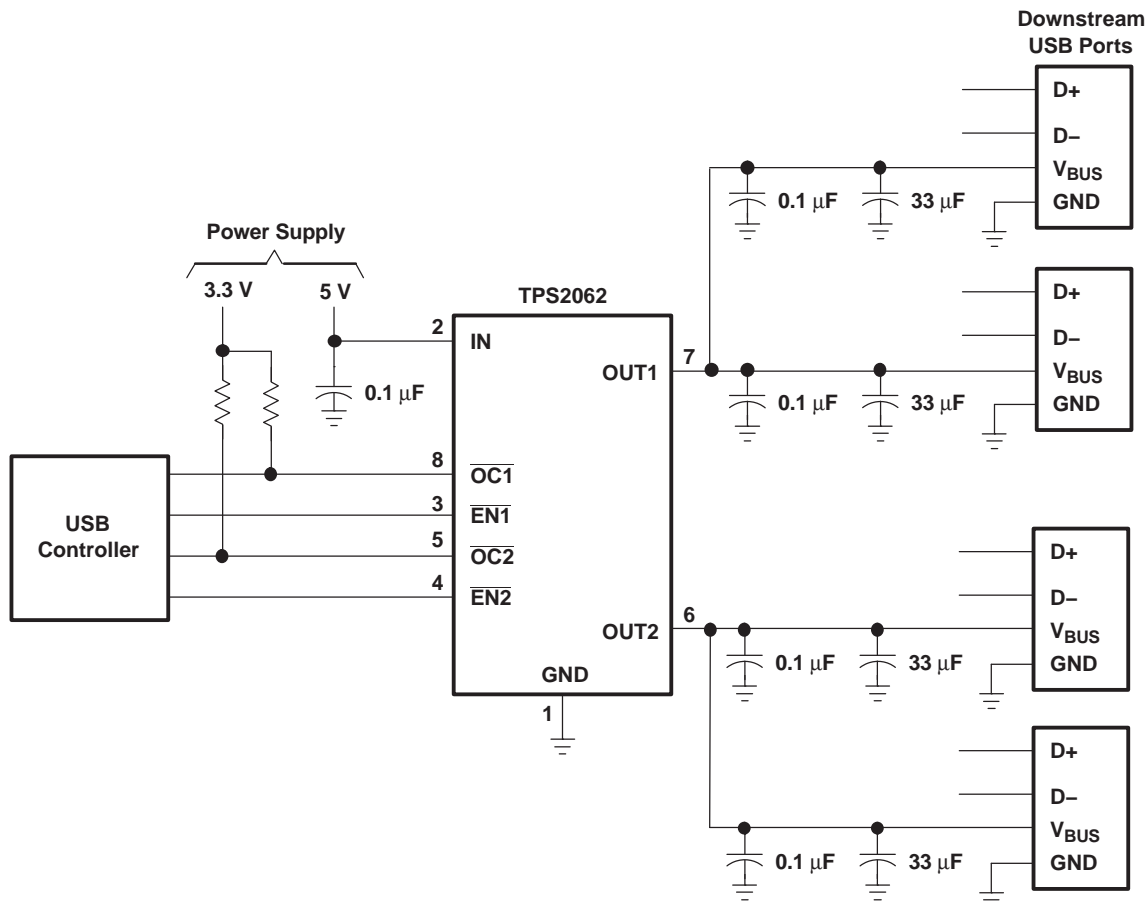 Downstream
USB Ports
D+
D−
VBUS
GND
0.1 μF
33 μF
Power Supply
3.3 V
5 V
0.1 μF
TPS2062
2
IN
OUT1
7
D+
D−
VBUS
GND
0.1 μF
33 μF
USB
Controller
8
OC1
3
EN1
5
OC2
4
EN2
OUT2
6
GND
1
D+
D−
VBUS
GND
0.1 μF
33 μF
D+
D−
VBUS
GND
0.1 μF
33 μF